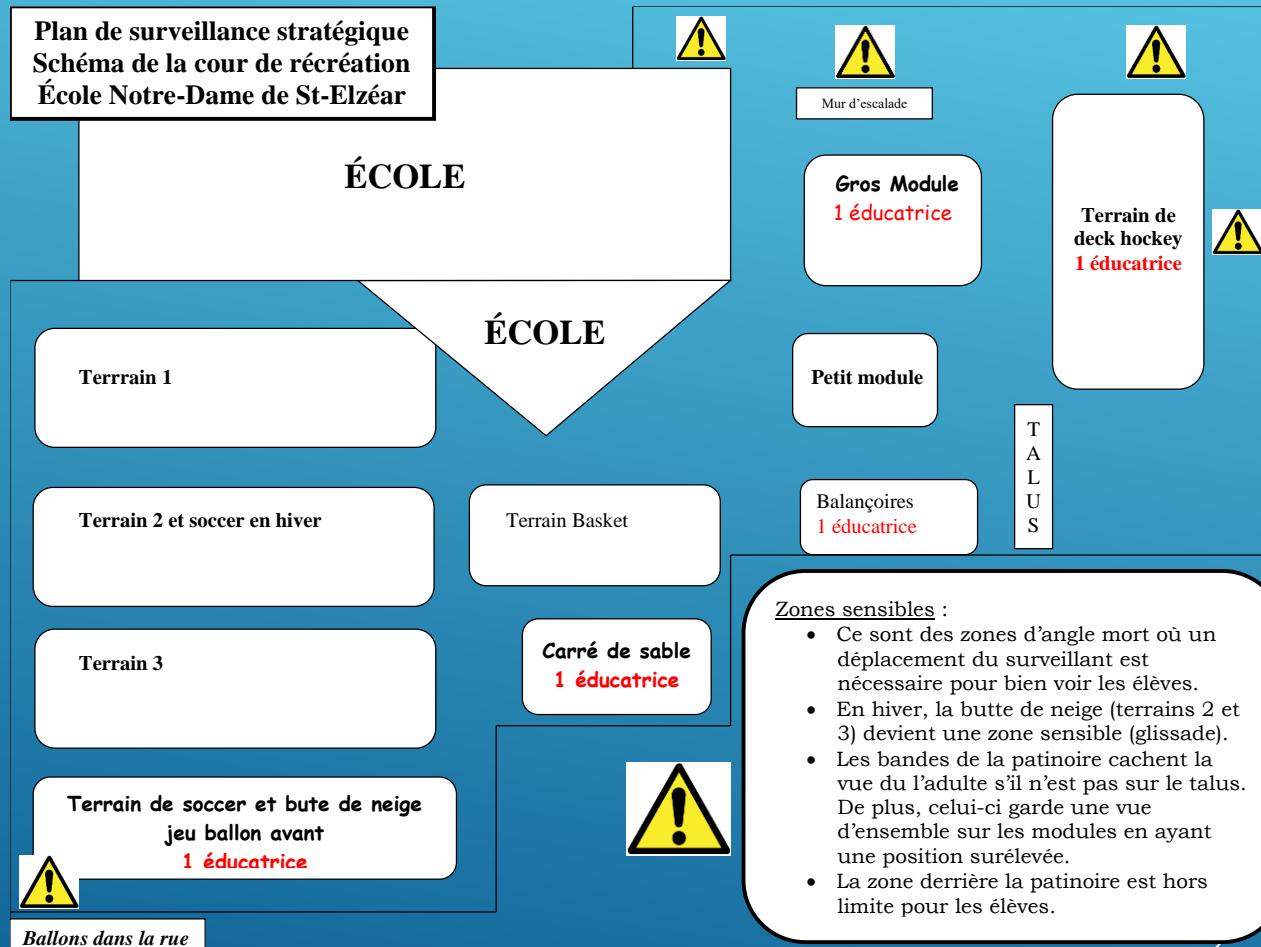 Plan de surveillance stratégique
Schéma de la cour de récréation
École Notre-Dame de St-Elzéar
ÉCOLE
ÉCOLE
Mur d'escalade
Gros Module
1 éducatrice
Terrain de
deck hockey
1 éducatrice
Terrrain 1
Petit module
T
A
L
U
S
Terrain 2 et soccer en hiver
Terrain Basket
Balançoires
1 éducatrice
Terrain 3
Carré de sable
1 éducatrice
Terrain de soccer et bute de neige
jeu ballon avant
1 éducatrice
Ballons dans la rue
Zones sensibles :
• Ce sont des zones d'angle mort où un
déplacement du surveillant est
nécessaire pour bien voir les élèves.
• En hiver, la butte de neige (terrains 2 et
3) devient une zone sensible (glissade).
• Les bandes de la patinoire cachent la
vue du l'adulte s'il n'est pas sur le talus.
De plus, celui-ci garde une vue
d'ensemble sur les modules en ayant
une position surélevée.
• La zone derrière la patinoire est hors
limite pour les élèves.